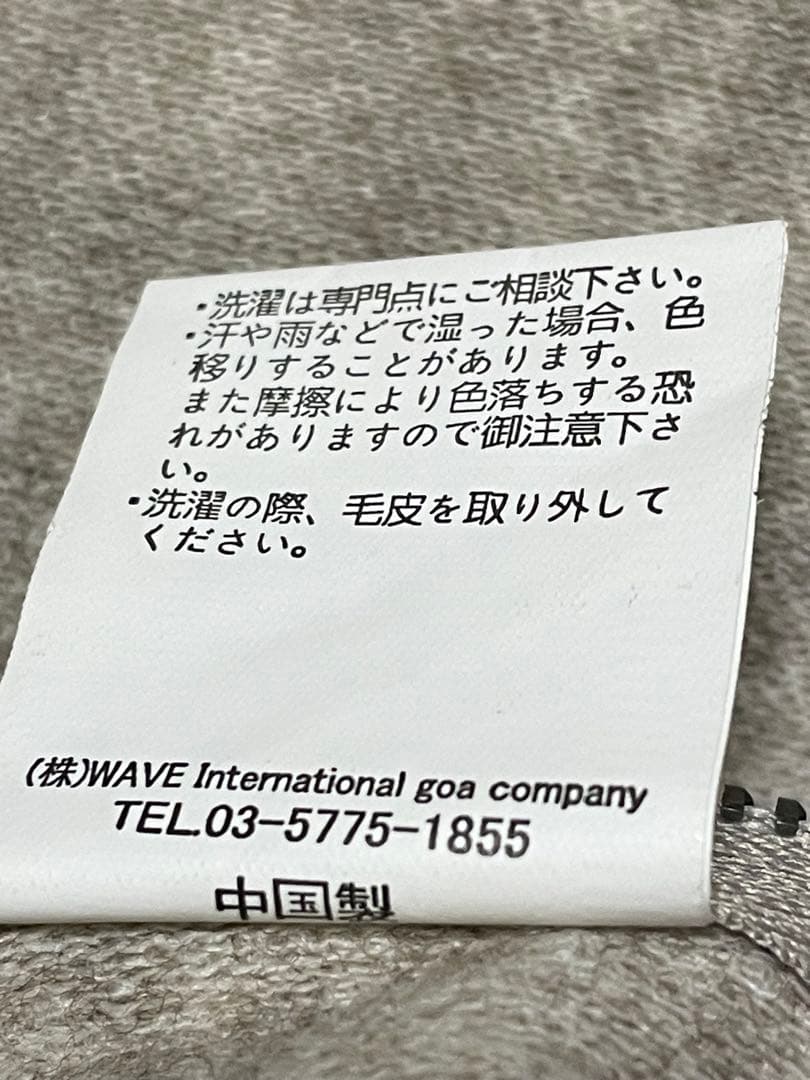 ・洗濯は専門点にご相談下さい。
・汗や雨などで湿った場合、色
移りすることがあります。
また摩擦により色落ちする恐
れがありますので御注意下さ
い。
・洗濯の際、毛皮を取り外して
ください。
(株)WAVE International goa company
TEL.03-5775-1855
中国製